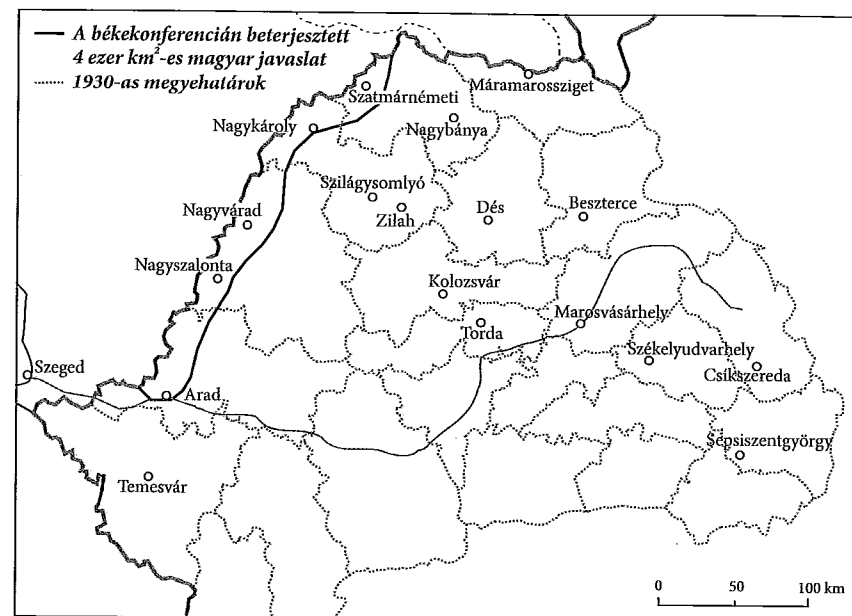 A békekonferencián beterjesztett
4 ezer km²-es magyar javaslat
1930-as megyehatárok
Máramarossziget
Szatmárnémeti
Nagykároly
Nagybánya
Szilágysomlyó
Zilah
Dés
Beszterce
Nagyvárad
Nagyszalonta
Kolozsvár
Marosvásárhely
Torda
Székelyudvarhely
Csíkszereda
Szeged
Arad
Sepsiszentgyörgy
Temesvár
0 50 100 km